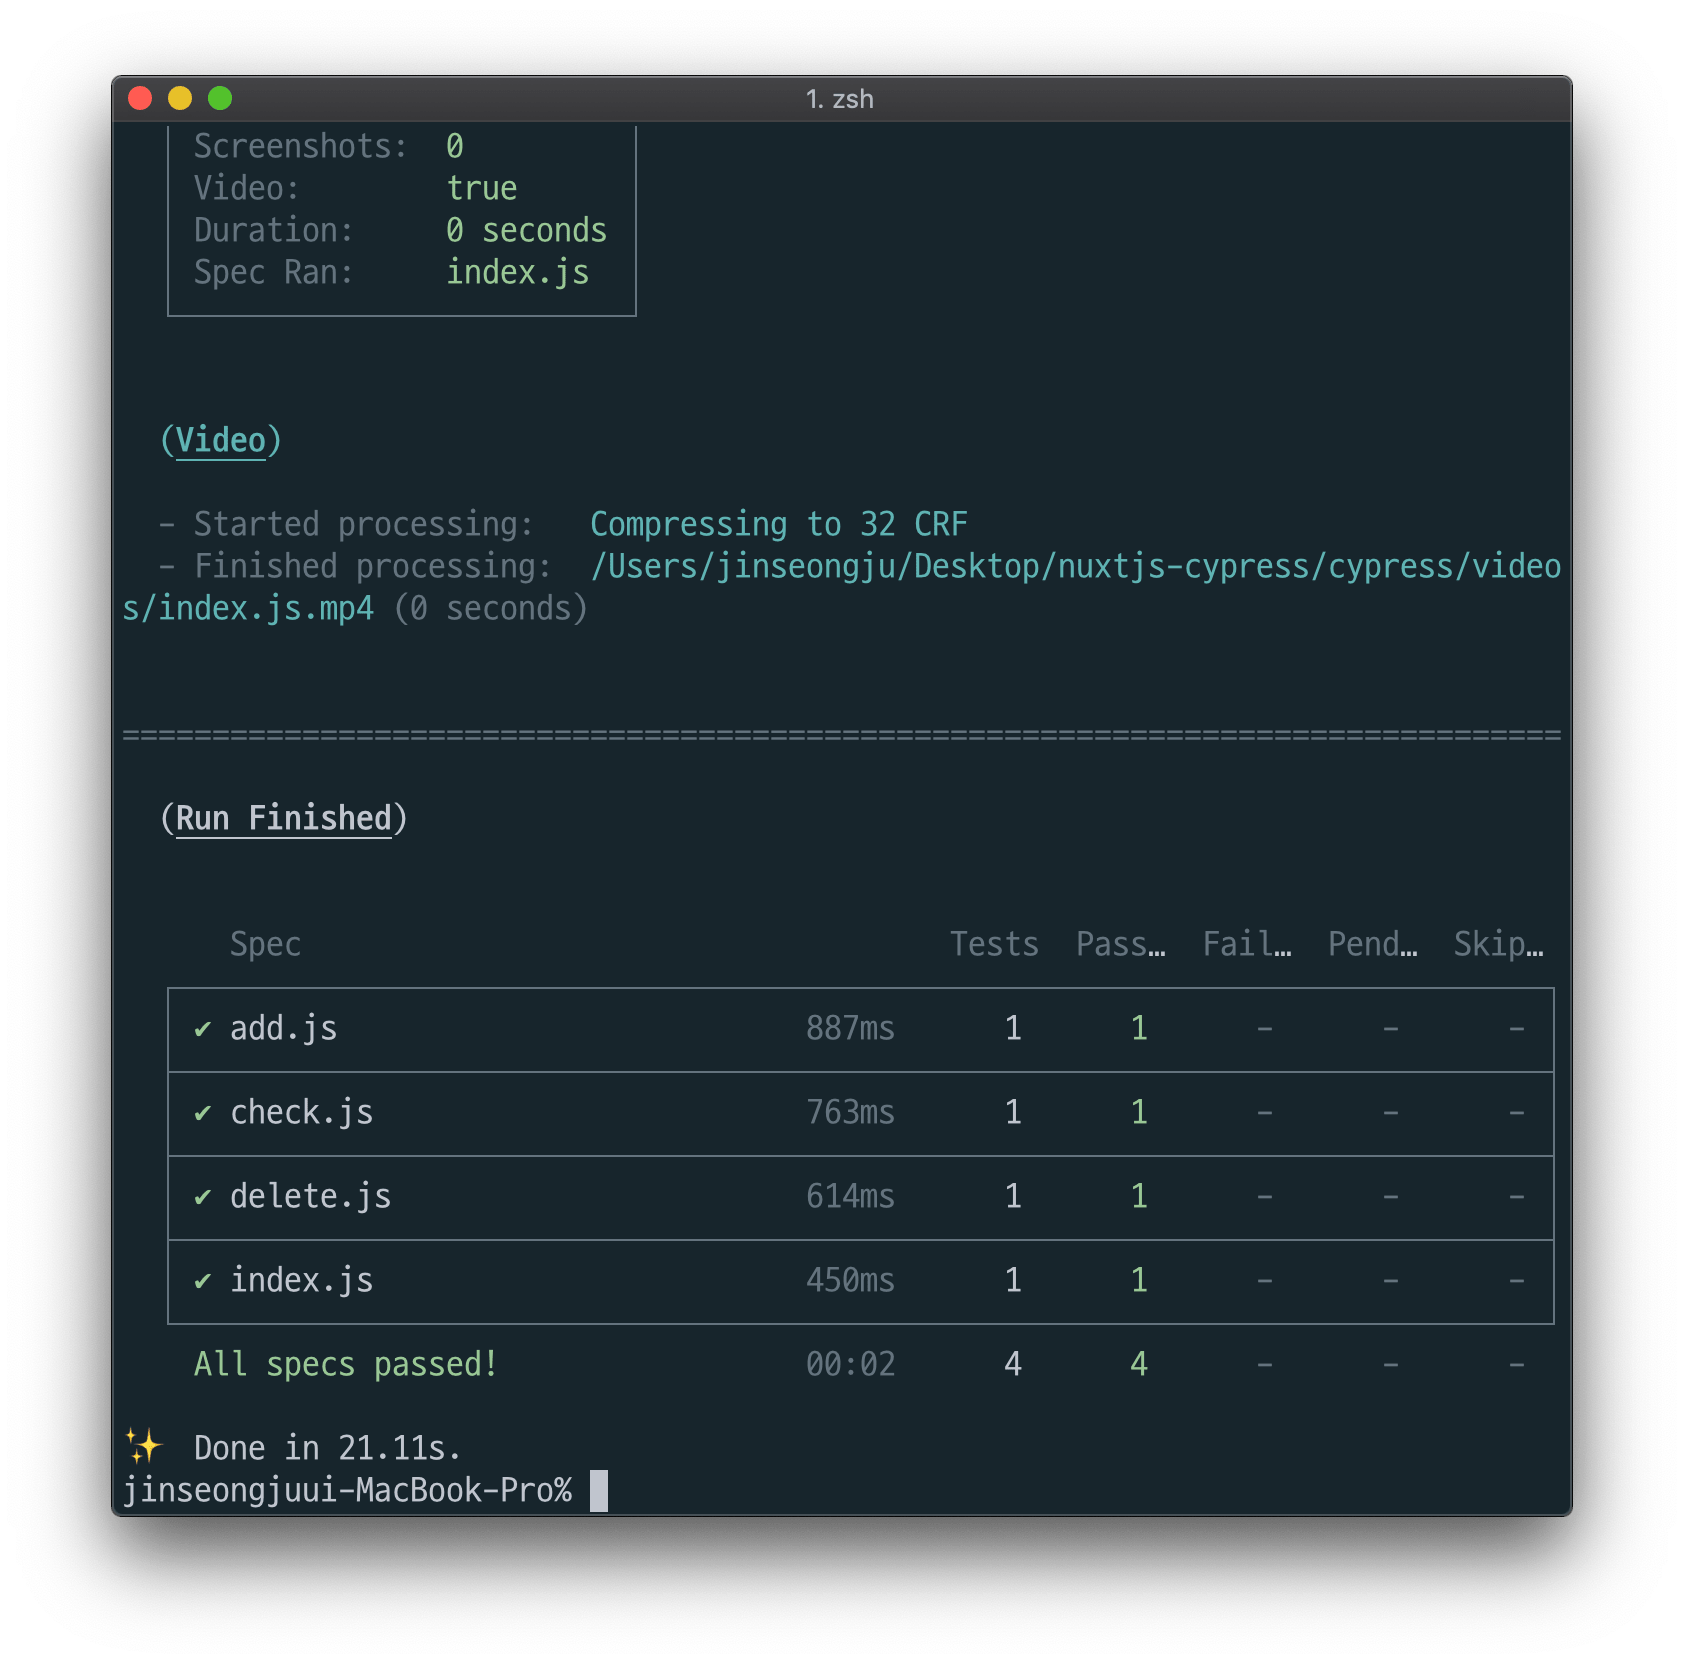 1. zsh
Screenshots: 0
Video: true
Duration: 0 seconds
Spec Ran: index.js
(Video)
- Started processing: Compressing to 32 CRF
- Finished processing: /Users/jinseongju/Desktop/nuxtjs-cypress/cypress/video
s/index.js.mp4 (0 seconds)
================================================================================
(Run Finished)
Spec Tests Pass… Fail… Pend… Skip…
✔ add.js 887ms 1 1 - - -
✔ check.js 763ms 1 1 - - -
✔ delete.js 614ms 1 1 - - -
✔ index.js 450ms 1 1 - - -
All specs passed! 00:02 4 4 - - -
✨ Done in 21.11s.
jinseongjuui-MacBook-Pro%